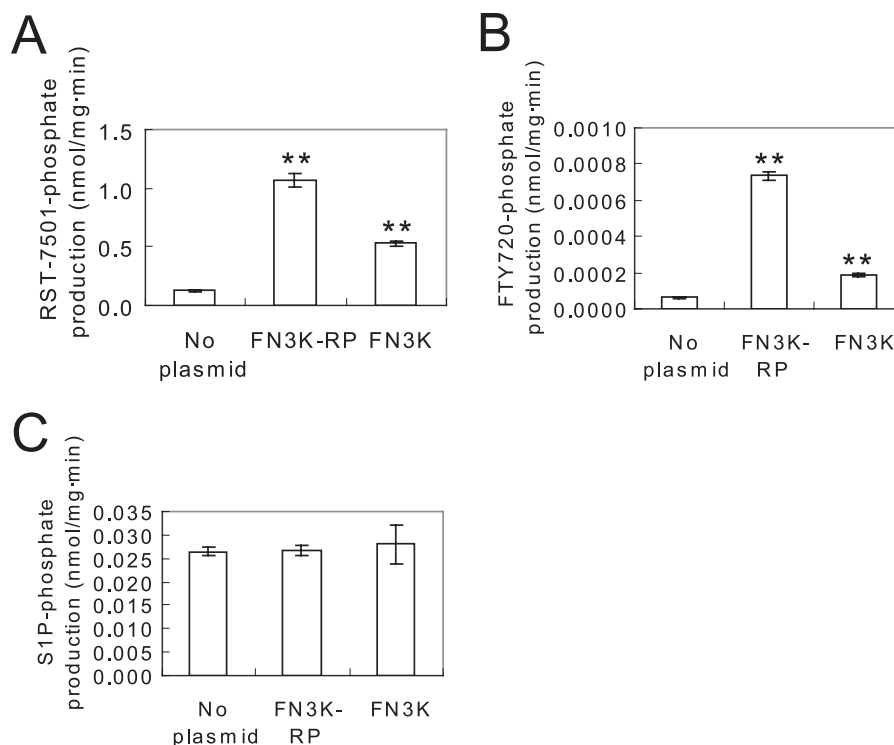 A
RST-7501-phosphate
production (nmol/mg·min)
1.5
1.0
0.5
0.0
**
**
No
plasmid
FN3K-RP
FN3K
B
FTY720-phosphate
production (nmol/mg·min)
0.0010
0.0008
0.0006
0.0004
0.0002
0.0000
**
**
No
plasmid
FN3K-
RP
FN3K
C
S1P-phosphate
production (nmol/mg·min)
0.035
0.030
0.025
0.020
0.015
0.010
0.005
0.000
No
plasmid
FN3K-
RP
FN3K